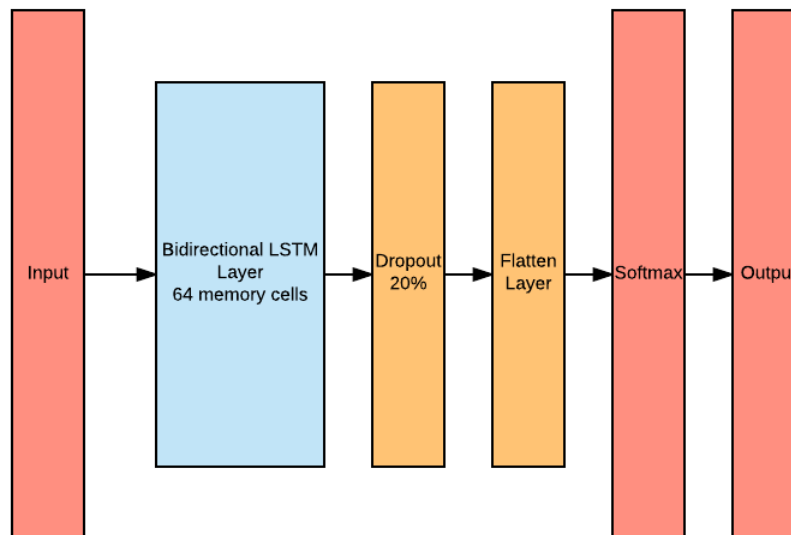 Input
Bidirectional LSTM
Layer
64 memory cells
Dropout
20%
Flatten
Layer
Softmax
Output